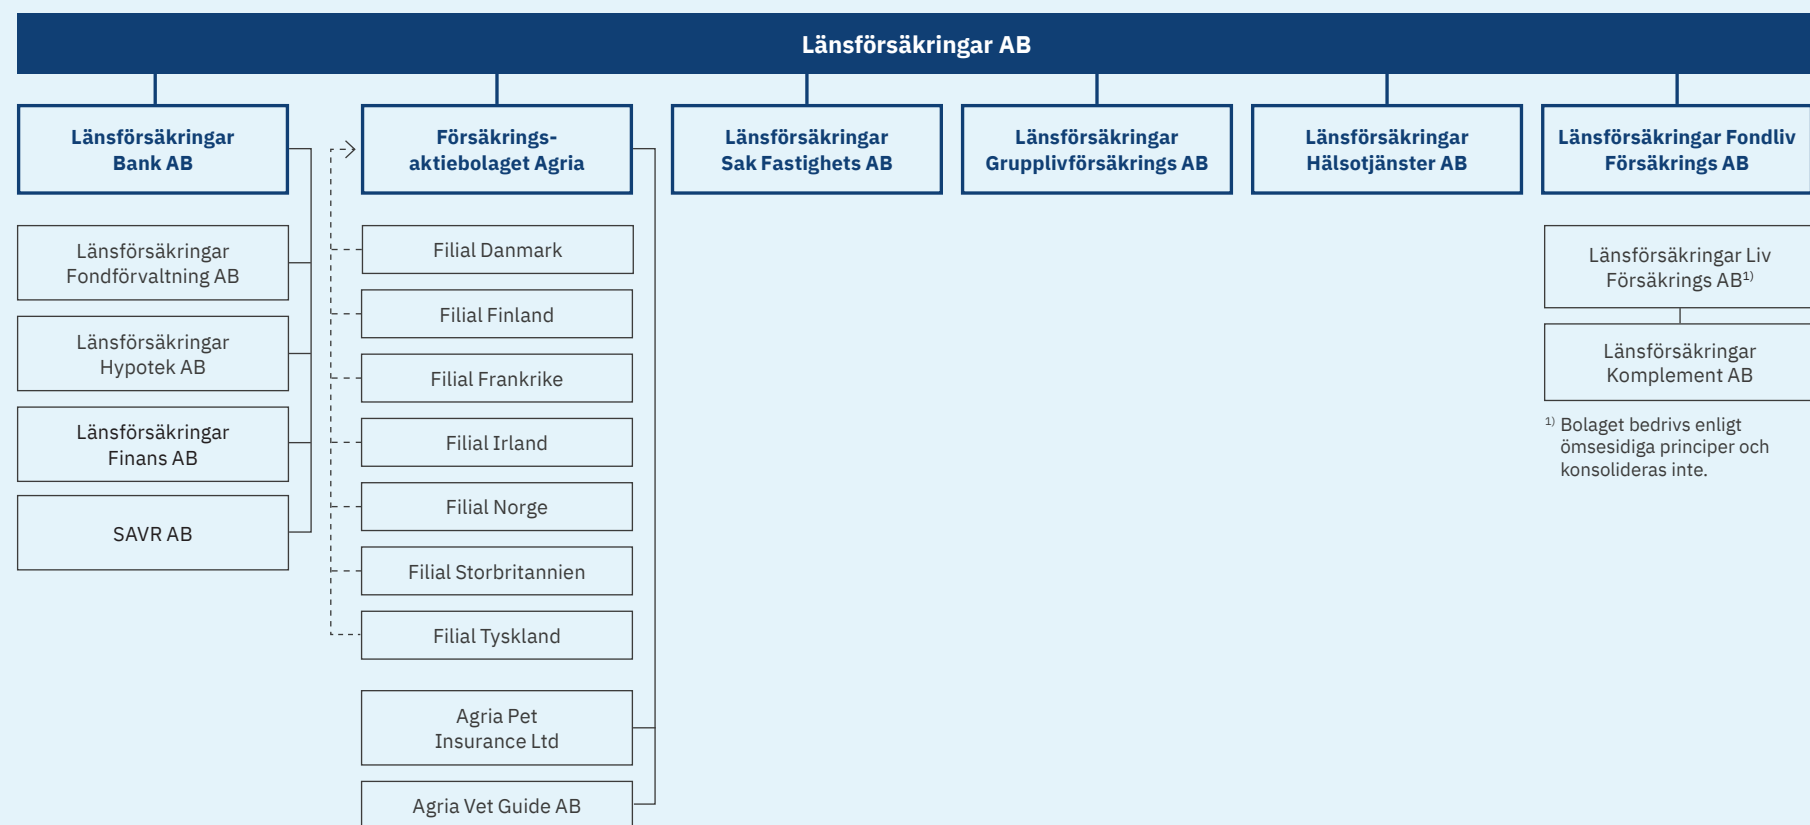 Länsförsäkringar AB
Länsförsäkringar
Bank AB
Länsförsäkringar
Fondförvaltning AB
Länsförsäkringar
Hypotek AB
Länsförsäkringar
Finans AB
SAVR AB
Försäkrings-
aktiebolaget Agria
Filial Danmark
Filial Finland
Filial Frankrike
Filial Irland
Filial Norge
Filial Storbritannien
Filial Tyskland
Agria Pet
Insurance Ltd
Agria Vet Guide AB
Länsförsäkringar
Sak Fastighets AB
Länsförsäkringar
Grupplivförsäkrings AB
Länsförsäkringar
Hälsotjänster AB
Länsförsäkringar Fondliv
Försäkrings AB
Länsförsäkringar Liv
Försäkrings AB¹⁾
Länsförsäkringar
Komplement AB
¹⁾ Bolaget bedrivs enligt
ömsesidiga principer och
konsolideras inte.